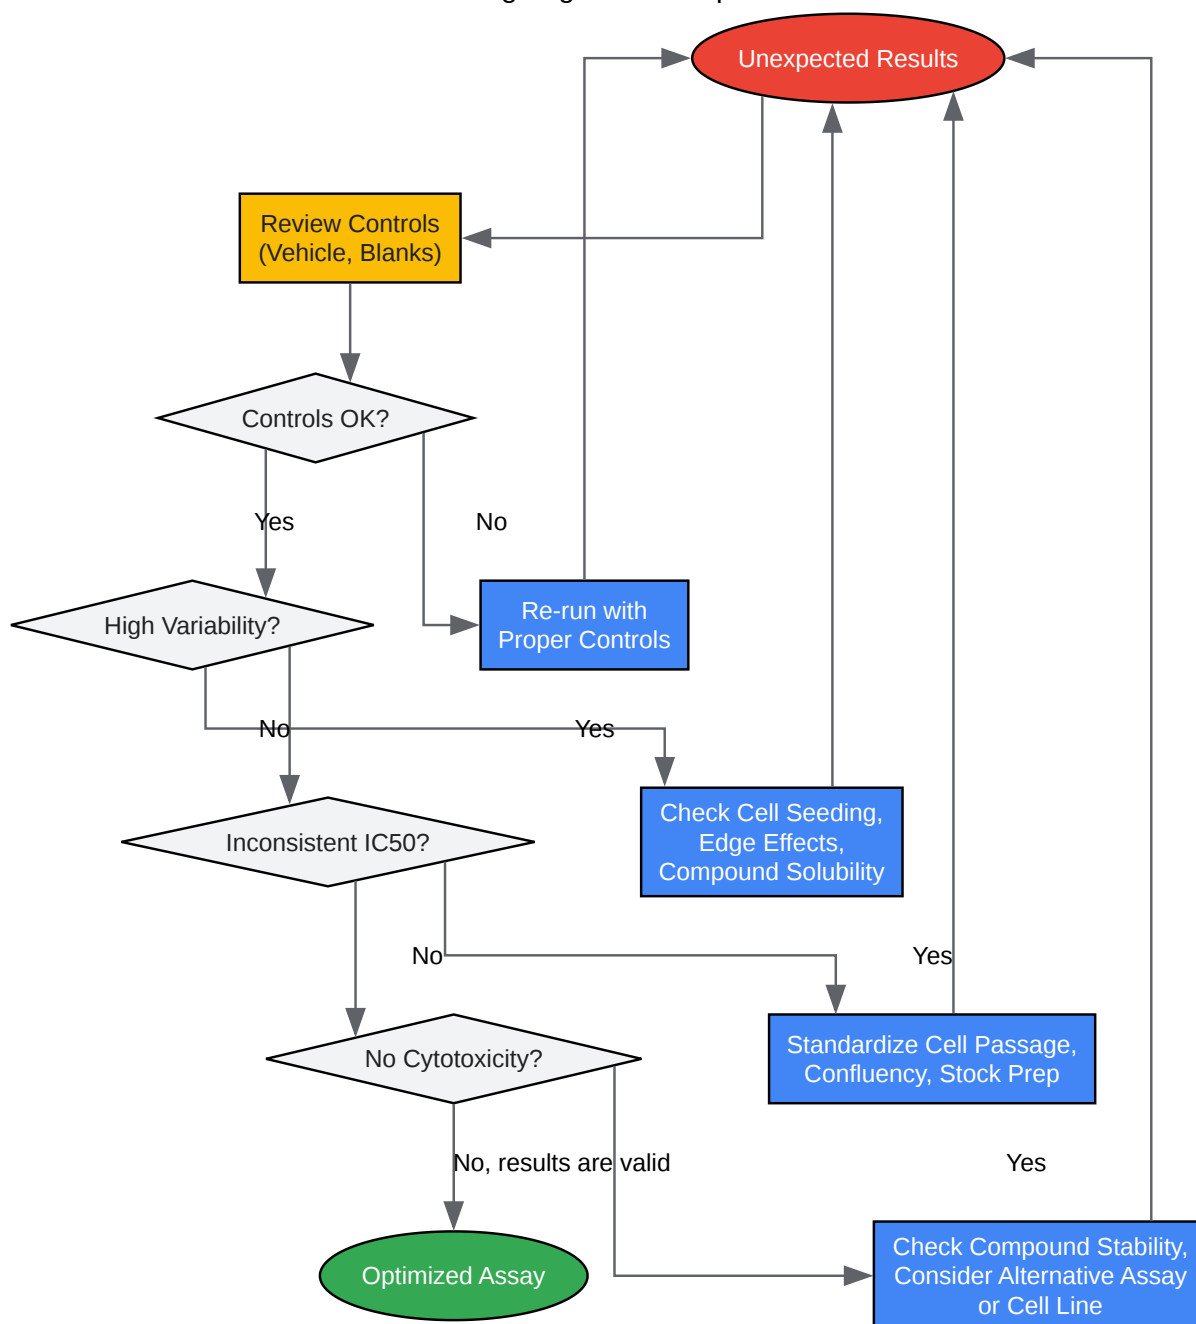 Unexpected Results
Review Controls
(Vehicle, Blanks)
Controls OK?
Yes
No
High Variability?
Re-run with
Proper Controls
No
Yes
Check Cell Seeding,
Edge Effects,
Compound Solubility
Inconsistent IC50?
No
Yes
Standardize Cell Passage,
Confluency, Stock Prep
No Cytotoxicity?
No, results are valid
Yes
Optimized Assay
Check Compound Stability,
Consider Alternative Assay
or Cell Line